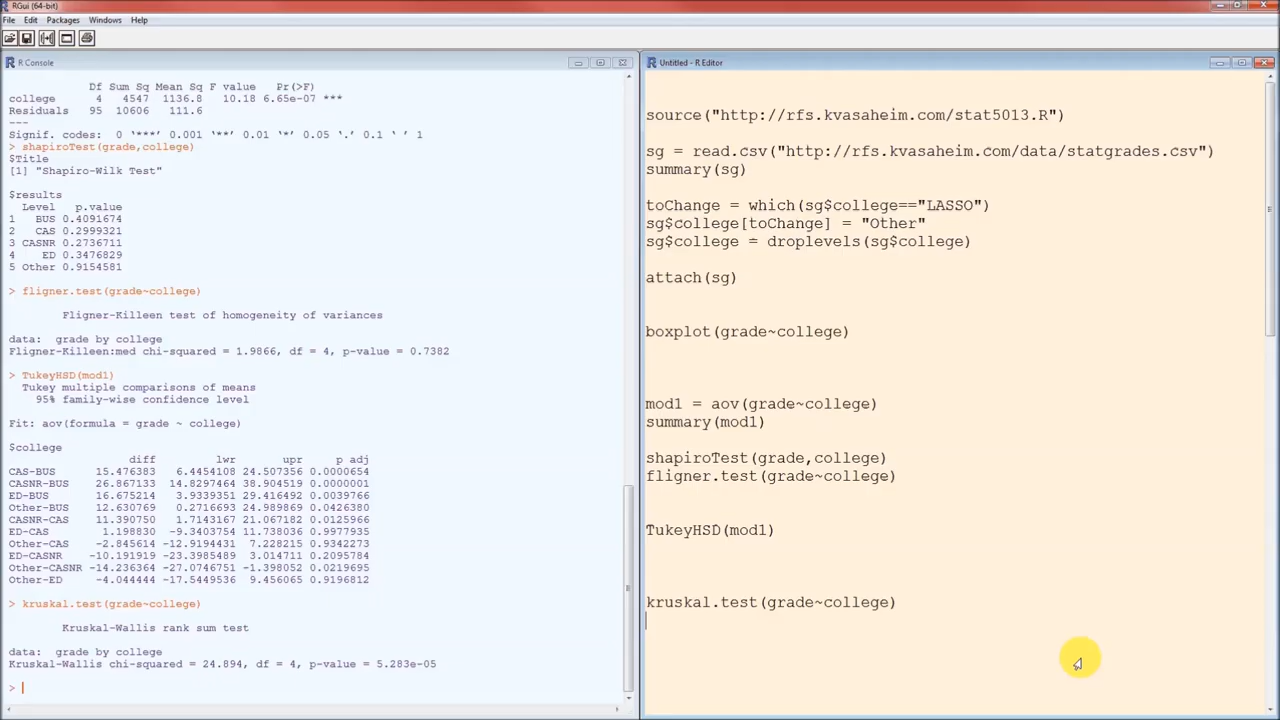 RGui (64-bit)
File Edit Packages Windows Help
R Console
Df Sum Sq Mean Sq F value Pr(>F)
college 4 4547 1136.8 10.18 6.65e-07 ***
Residuals 95 10606 111.6
---
Signif. codes: 0 '***' 0.001 '**' 0.01 '*' 0.05 '.' 0.1 ' ' 1
> shapiroTest(grade,college)
$Title
[1] "Shapiro-Wilk Test"
$results
Level p.value
1 BUS 0.4091674
2 CAS 0.2999321
3 CASNR 0.2736711
4 ED 0.3476829
5 Other 0.9154581
> fligner.test(grade~college)
Fligner-Killeen test of homogeneity of variances
data: grade by college
Fligner-Killeen:med chi-squared = 1.9866, df = 4, p-value = 0.7382
> TukeyHSD(mod1)
Tukey multiple comparisons of means
95% family-wise confidence level
Fit: aov(formula = grade ~ college)
$college
diff lwr upr p adj
CAS-BUS 15.476383 6.4454108 24.507356 0.0000654
CASNR-BUS 26.867133 14.8297464 38.904519 0.0000001
ED-BUS 16.675214 3.9339351 29.416492 0.0039766
Other-BUS 12.630769 0.2716693 24.989869 0.0426380
CASNR-CAS 11.390750 1.7143167 21.067182 0.0125966
ED-CAS 1.198830 -9.3403754 11.738036 0.9977935
Other-CAS -2.845614 -12.9194431 7.228215 0.9342273
ED-CASNR -10.191919 -23.3985489 3.014711 0.2095784
Other-CASNR -14.236364 -27.0746751 -1.398052 0.0219695
Other-ED -4.044444 -17.5449536 9.456065 0.9196812
> kruskal.test(grade~college)
Kruskal-Wallis rank sum test
data: grade by college
Kruskal-Wallis chi-squared = 24.894, df = 4, p-value = 5.283e-05
>
Untitled - R Editor
source("http://rfs.kvasaheim.com/stat5013.R")
sg = read.csv("http://rfs.kvasaheim.com/data/statgrades.csv")
summary(sg)
toChange = which(sg$college=="LASSO")
sg$college[toChange] = "Other"
sg$college = droplevels(sg$college)
attach(sg)
boxplot(grade~college)
mod1 = aov(grade~college)
summary(mod1)
shapiroTest(grade,college)
fligner.test(grade~college)
TukeyHSD(mod1)
kruskal.test(grade~college)